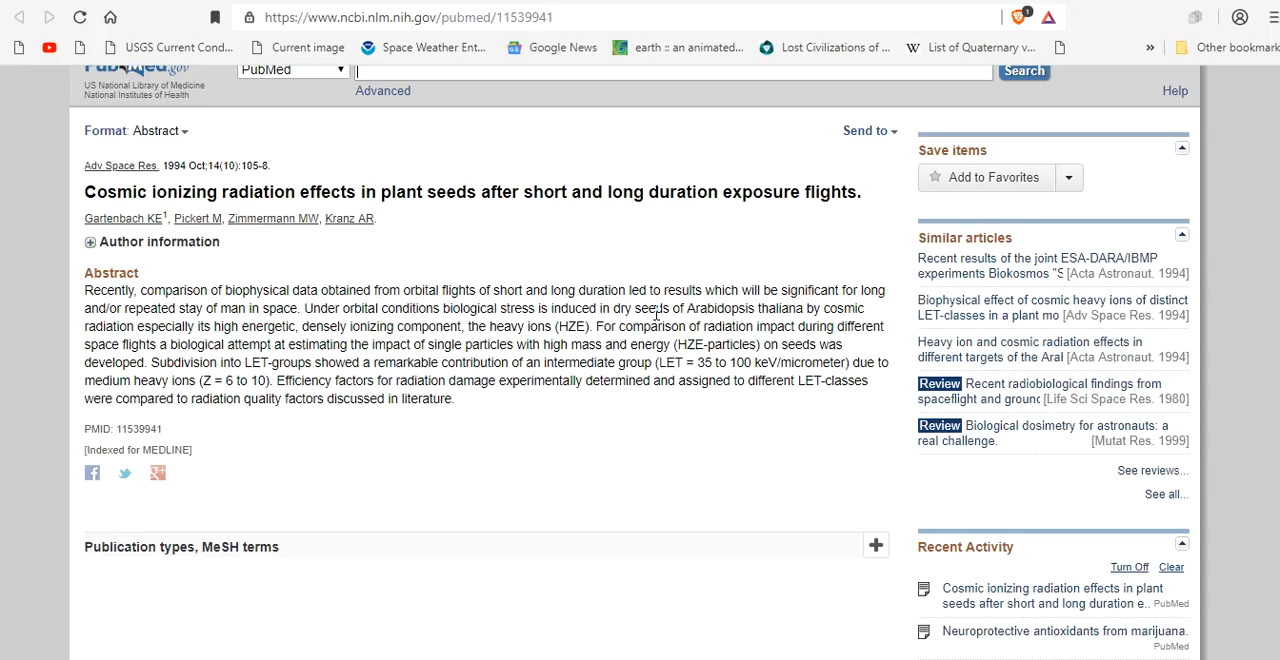 https://www.ncbi.nlm.nih.gov/pubmed/11539941
1
USGS Current Cond... Current image Space Weather Ent... Google News earth :: an animated... Lost Civilizations of ... W List of Quaternary v... » Other bookmark
PubMed.gov
US National Library of Medicine
National Institutes of Health
PubMed
Search
Advanced
Help
Format: Abstract
Send to
Adv Space Res. 1994 Oct;14(10):105-8.
Cosmic ionizing radiation effects in plant seeds after short and long duration exposure flights.
Gartenbach KE1, Pickert M, Zimmermann MW, Kranz AR.
Author information
Abstract
Recently, comparison of biophysical data obtained from orbital flights of short and long duration led to results which will be significant for long
and/or repeated stay of man in space. Under orbital conditions biological stress is induced in dry seeds of Arabidopsis thaliana by cosmic
radiation especially its high energetic, densely ionizing component, the heavy ions (HZE). For comparison of radiation impact during different
space flights a biological attempt at estimating the impact of single particles with high mass and energy (HZE-particles) on seeds was
developed. Subdivision into LET-groups showed a remarkable contribution of an intermediate group (LET = 35 to 100 keV/micrometer) due to
medium heavy ions (Z = 6 to 10). Efficiency factors for radiation damage experimentally determined and assigned to different LET-classes
were compared to radiation quality factors discussed in literature.
PMID: 11539941
[Indexed for MEDLINE]
Publication types, MeSH terms
Save items
Add to Favorites
Similar articles
Recent results of the joint ESA-DARA/IBMP
experiments Biokosmos "S [Acta Astronaut. 1994]
Biophysical effect of cosmic heavy ions of distinct
LET-classes in a plant mo [Adv Space Res. 1994]
Heavy ion and cosmic radiation effects in
different targets of the Aral [Acta Astronaut. 1994]
Review Recent radiobiological findings from
spaceflight and ground [Life Sci Space Res. 1980]
Review Biological dosimetry for astronauts: a
real challenge. [Mutat Res. 1999]
See reviews...
See all...
Recent Activity
Turn Off Clear
Cosmic ionizing radiation effects in plant
seeds after short and long duration e.. PubMed
Neuroprotective antioxidants from marijuana.
PubMed